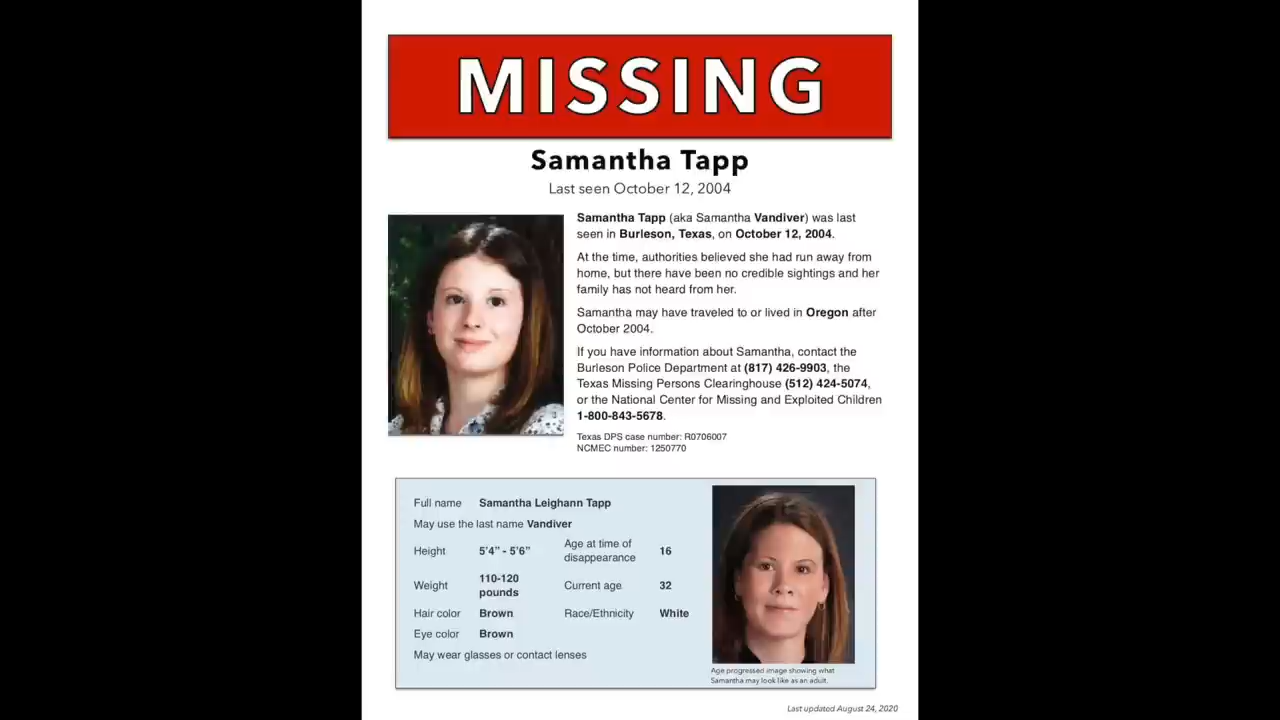 MISSING
Samantha Tapp
Last seen October 12, 2004
Samantha Tapp (aka Samantha Vandiver) was last
seen in Burleson, Texas, on October 12, 2004.
At the time, authorities believed she had run away from
home, but there have been no credible sightings and her
family has not heard from her.
Samantha may have traveled to or lived in Oregon after
October 2004.
If you have information about Samantha, contact the
Burleson Police Department at (817) 426-9903, the
Texas Missing Persons Clearinghouse (512) 424-5074,
or the National Center for Missing and Exploited Children
1-800-843-5678.
Texas DPS case number: R0706007
NCMEC number: 1250770
Full name Samantha Leighann Tapp
May use the last name Vandiver
Height 5'4" - 5'6"
Age at time of
disappearance 16
Weight 110-120
pounds
Current age 32
Hair color Brown
Race/Ethnicity White
Eye color Brown
May wear glasses or contact lenses
Age progressed image showing what
Samantha may look like as an adult.
Last updated August 24, 2020